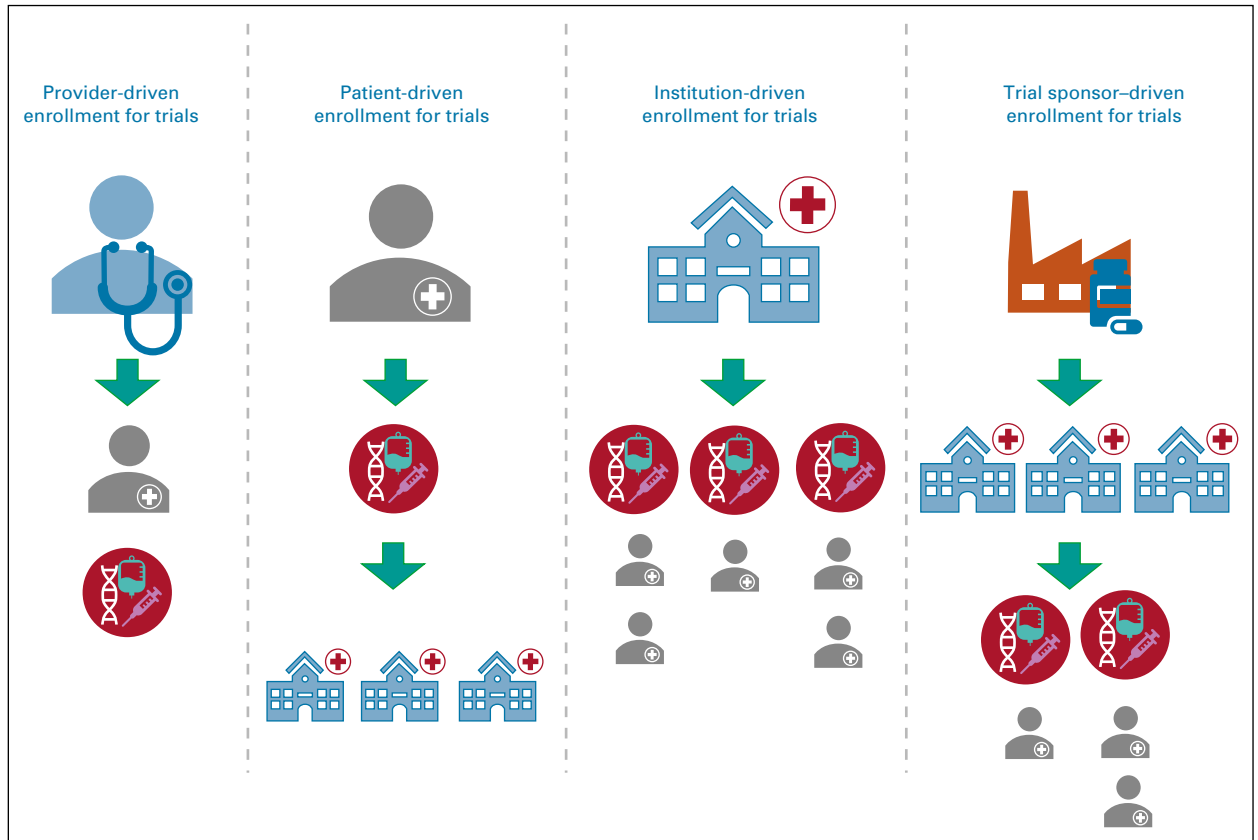 Provider-driven
enrollment for trials
Patient-driven
enrollment for trials
Institution-driven
enrollment for trials
Trial sponsor–driven
enrollment for trials